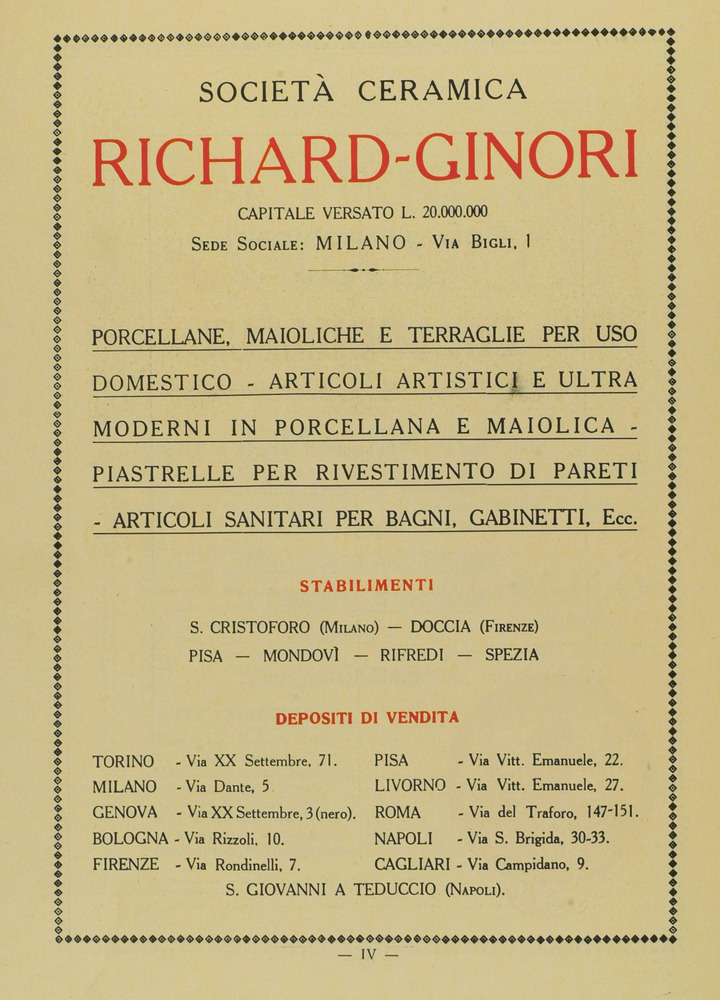 SOCIETÀ CERAMICA
RICHARD-GINORI
CAPITALE VERSATO L. 20.000.000
SEDE SOCIALE: MILANO - VIA BIGLI, 1
PORCELLANE, MAIOLICHE E TERRAGLIE PER USO
DOMESTICO - ARTICOLI ARTISTICI E ULTRA
MODERNI IN PORCELLANA E MAIOLICA -
PIASTRELLE PER RIVESTIMENTO DI PARETI
- ARTICOLI SANITARI PER BAGNI, GABINETTI, Ecc.
STABILIMENTI
S. CRISTOFORO (MILANO) — DOCCIA (FIRENZE)
PISA — MONDOVÌ — RIFREDI — SPEZIA
DEPOSITI DI VENDITA
TORINO - Via XX Settembre, 71.
MILANO - Via Dante, 5
GENOVA - Via XX Settembre, 3 (nero).
BOLOGNA - Via Rizzoli, 10.
FIRENZE - Via Rondinelli, 7.
PISA - Via Vitt. Emanuele, 22.
LIVORNO - Via Vitt. Emanuele, 27.
ROMA - Via del Traforo, 147-151.
NAPOLI - Via S. Brigida, 30-33.
CAGLIARI - Via Campidano, 9.
S. GIOVANNI A TEDUCCIO (NAPOLI).
— IV —